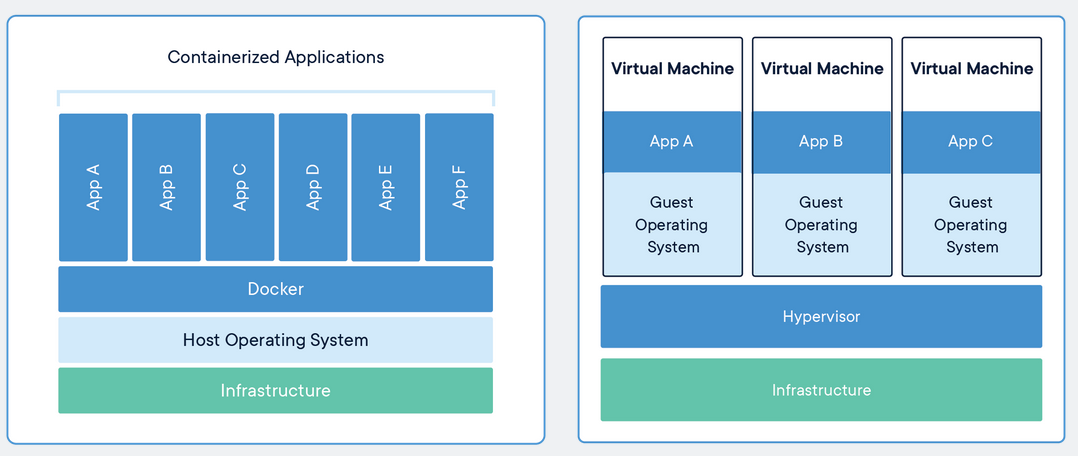 Containerized Applications
App A
App B
App C
App D
App E
App F
Docker
Host Operating System
Infrastructure
Virtual Machine
App A
Guest
Operating
System
Virtual Machine
App B
Guest
Operating
System
Virtual Machine
App C
Guest
Operating
System
Hypervisor
Infrastructure